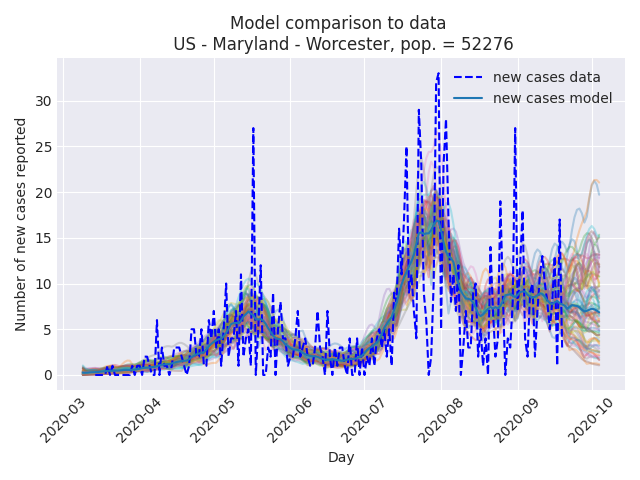 Model comparison to data
US - Maryland - Worcester, pop. = 52276
new cases data
new cases model
Number of new cases reported
30
25
20
15
10
5
0
2020-03
2020-04
2020-05
2020-06
2020-07
2020-08
2020-09
2020-10
Day